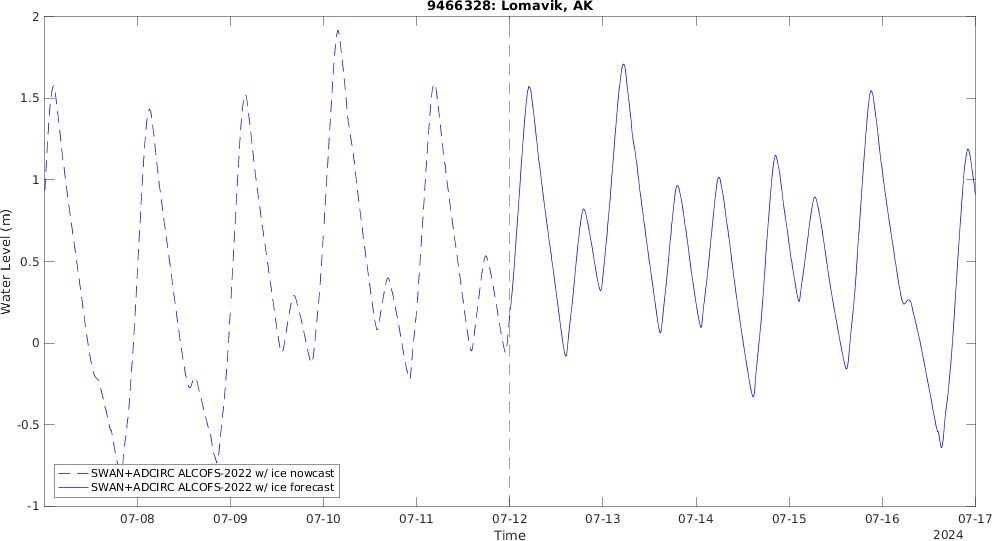 9466328: Lomavik, AK
Water Level (m)
2
1.5
1
0.5
0
-0.5
-1
SWAN+ADCIRC ALCOFS-2022 w/ ice nowcast
SWAN+ADCIRC ALCOFS-2022 w/ ice forecast
07-08 07-09 07-10 07-11 07-12 07-13 07-14 07-15 07-16 07-17
Time
2024